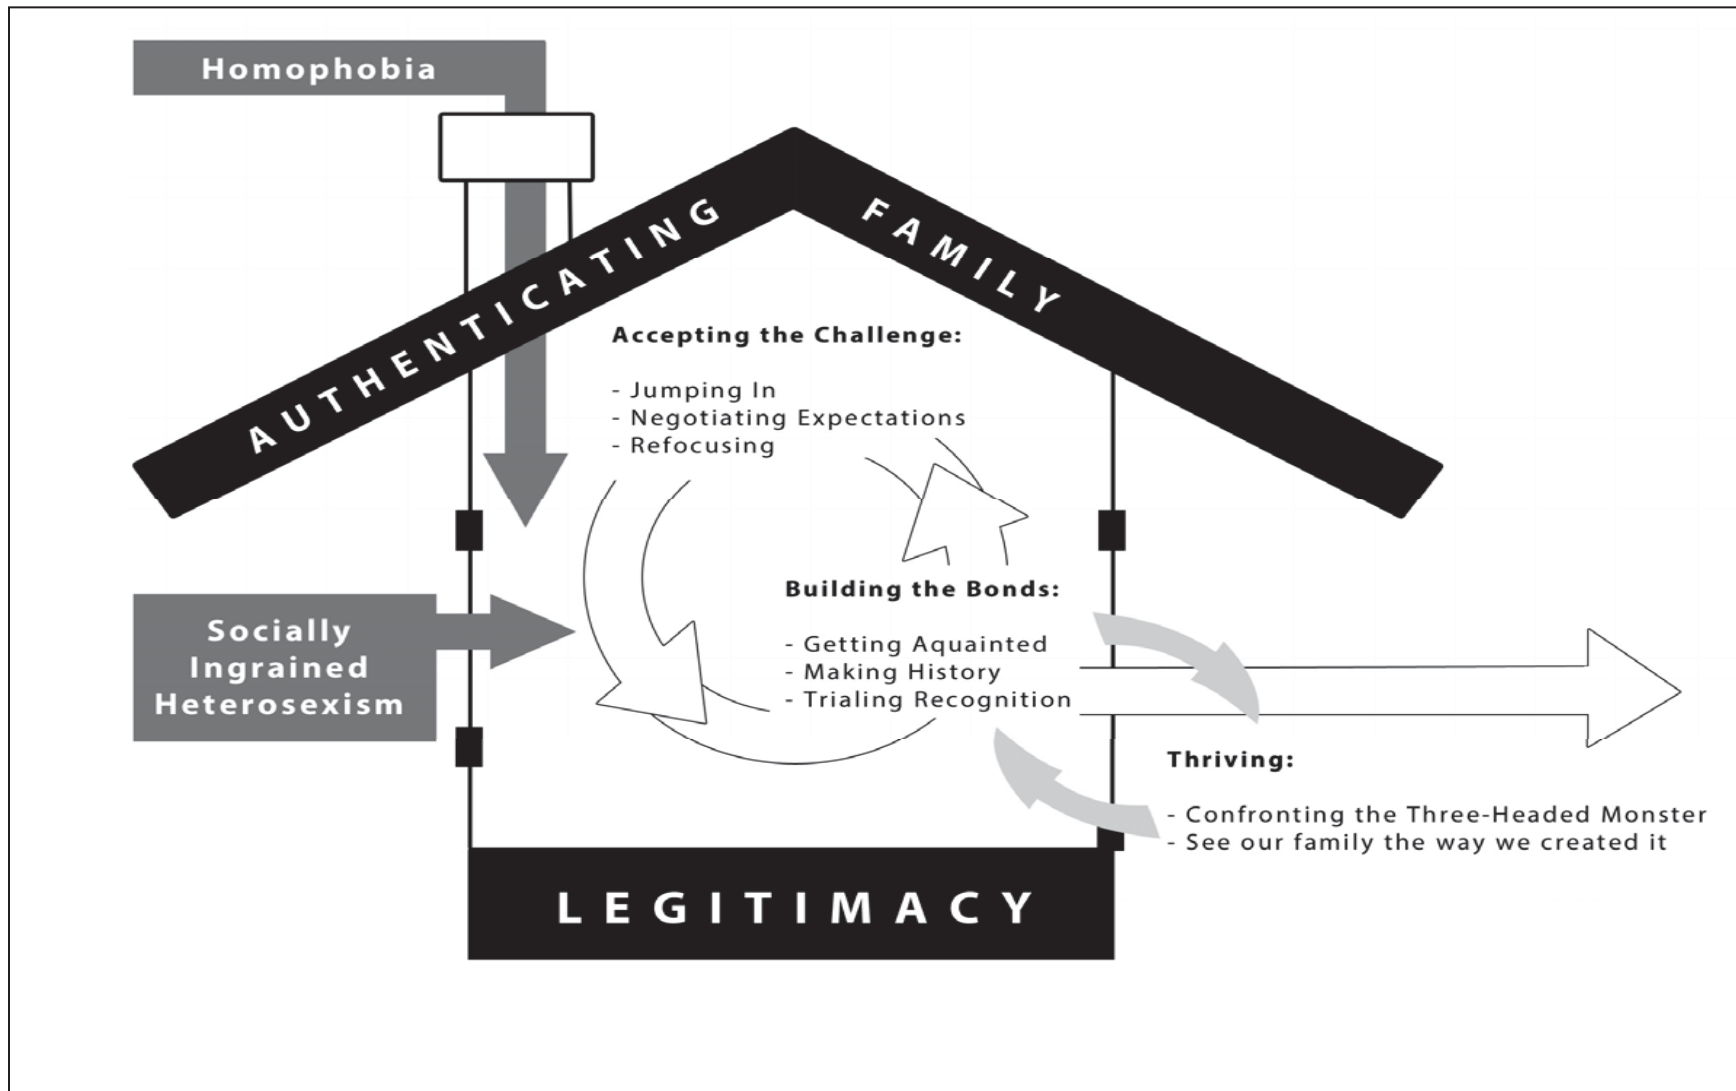 Homophobia
AUTHENTICATING FAMILY
Accepting the Challenge:
- Jumping In
- Negotiating Expectations
- Refocusing
Building the Bonds:
- Getting Aquainted
- Making History
- Trialing Recognition
Socially
Ingrained
Heterosexism
Thriving:
- Confronting the Three-Headed Monster
- See our family the way we created it
LEGITIMACY